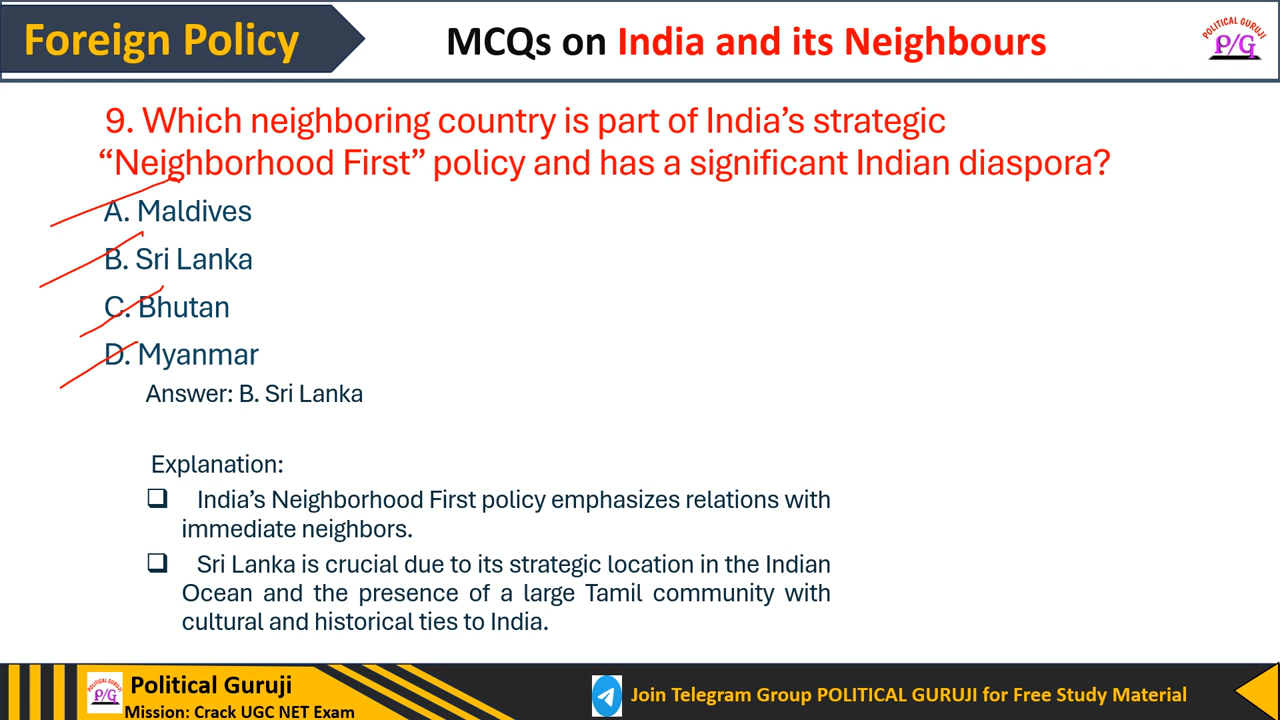 Foreign Policy
MCQs on India and its Neighbours
POLITICAL GURUJI
P/G
9. Which neighboring country is part of India’s strategic
“Neighborhood First” policy and has a significant Indian diaspora?
A. Maldives
B. Sri Lanka
C. Bhutan
D. Myanmar
Answer: B. Sri Lanka
Explanation:
India’s Neighborhood First policy emphasizes relations with
immediate neighbors.
Sri Lanka is crucial due to its strategic location in the Indian
Ocean and the presence of a large Tamil community with
cultural and historical ties to India.
POLITICAL GURUJI
P/G
Political Guruji
Mission: Crack UGC NET Exam
Join Telegram Group POLITICAL GURUJI for Free Study Material